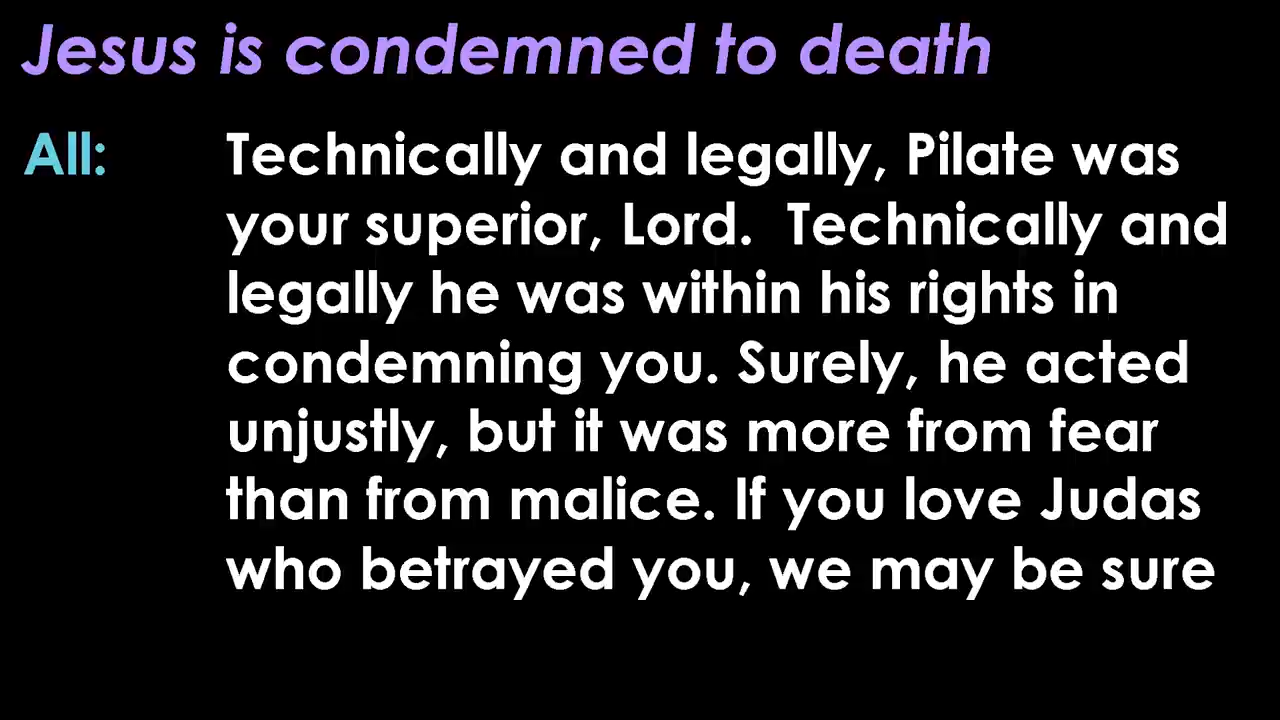 Jesus is condemned to death
All: Technically and legally, Pilate was
your superior, Lord.  Technically and
legally he was within his rights in
condemning you. Surely, he acted
unjustly, but it was more from fear
than from malice. If you love Judas
who betrayed you, we may be sure